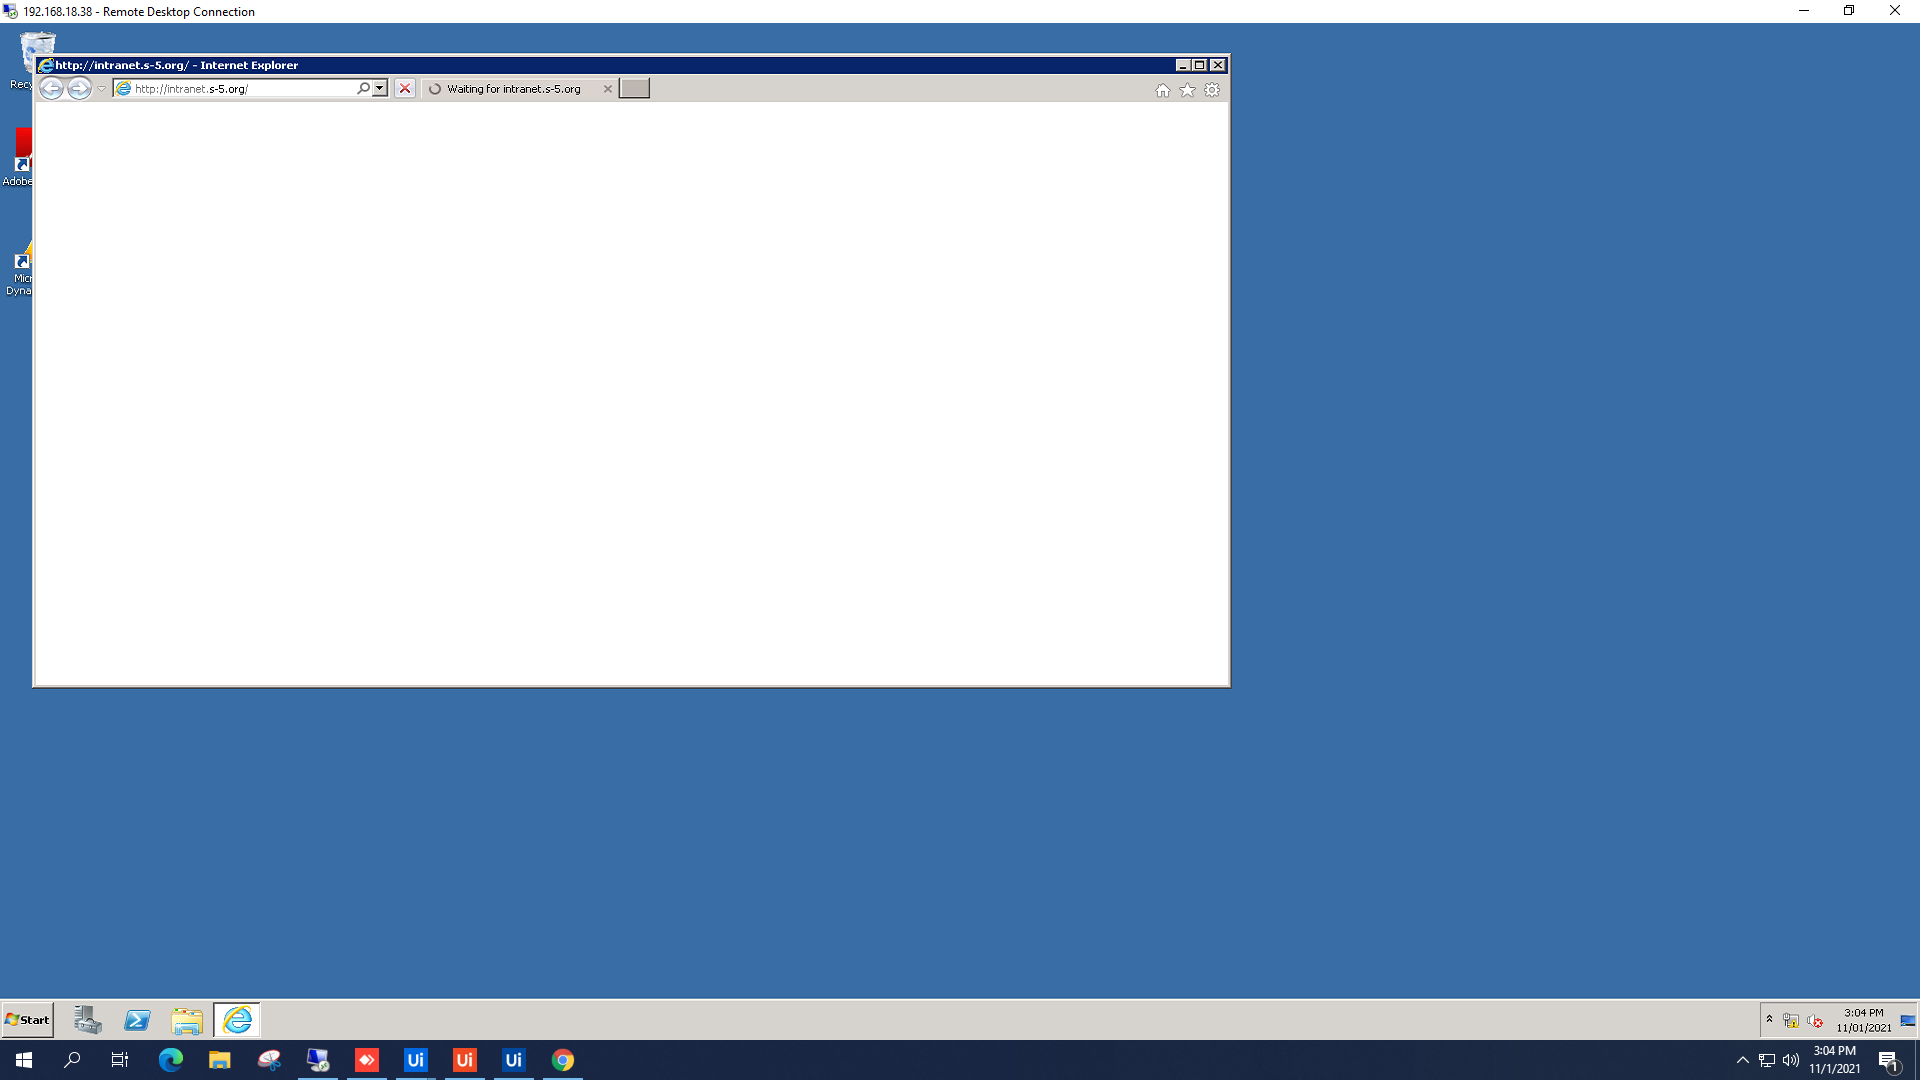 192.168.18.38 - Remote Desktop Connection
http://intranet.s-5.org/ - Internet Explorer
http://intranet.s-5.org/
Waiting for intranet.s-5.org
Recy
Adobe
Micr
Dyna
Start
3:04 PM
11/01/2021
Ui
Ui
Ui
3:04 PM
11/1/2021
1